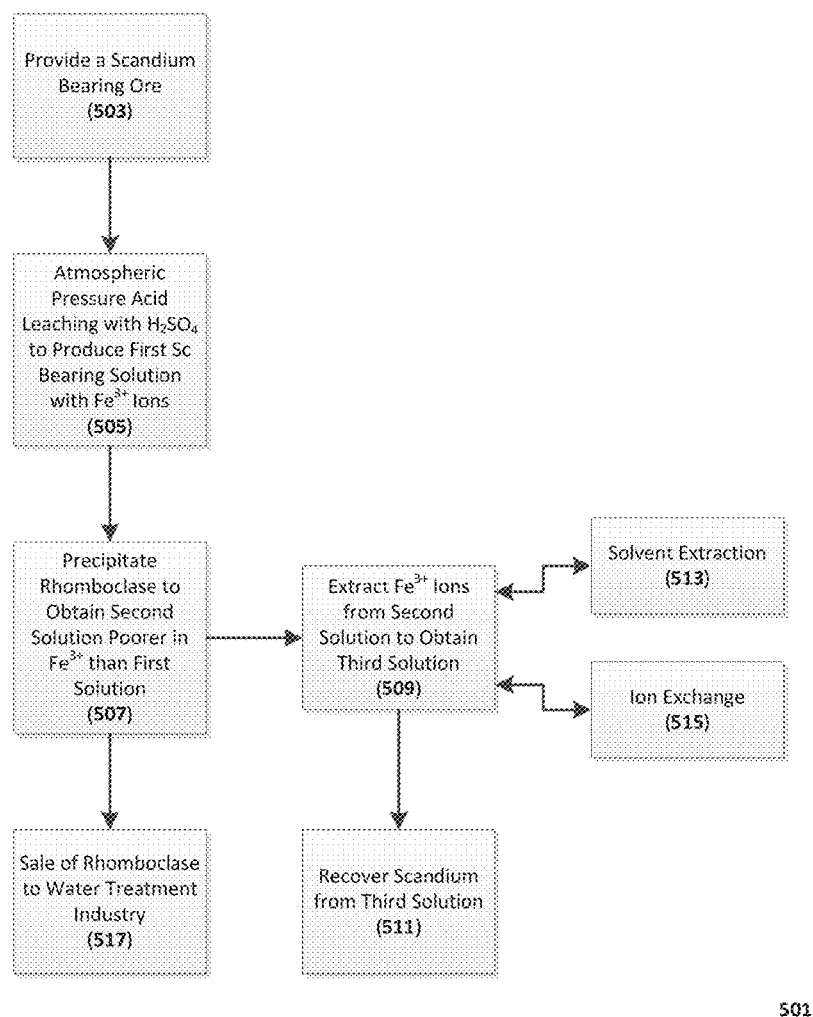 Provide a Scandium
Bearing Ore
(503)
Atmospheric
Pressure Acid
Leaching with H₂SO₄
to Produce First Sc
Bearing Solution
with Fe³⁺ Ions
(505)
Precipitate
Rhomboclase to
Obtain Second
Solution Poorer in
Fe³⁺ than First
Solution
(507)
Extract Fe³⁺ Ions
from Second
Solution to Obtain
Third Solution
(509)
Solvent Extraction
(513)
Ion Exchange
(515)
Sale of Rhomboclase
to Water Treatment
Industry
(517)
Recover Scandium
from Third Solution
(511)
501